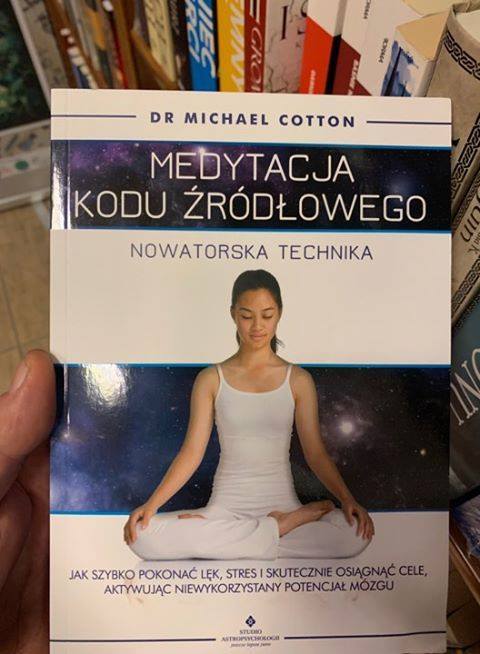 DR MICHAEL COTTON
MEDYTACJA
KODU ŹRÓDŁOWEGO
NOWATORSKA TECHNIKA
JAK SZYBKO POKONAĆ LĘK, STRES I SKUTECZNIE OSIĄGNĄĆ CELE,
AKTYWUJĄC NIEWYKORZYSTANY POTENCJAŁ MÓZGU
STUDIO
ASTROPSYCHOLOGII